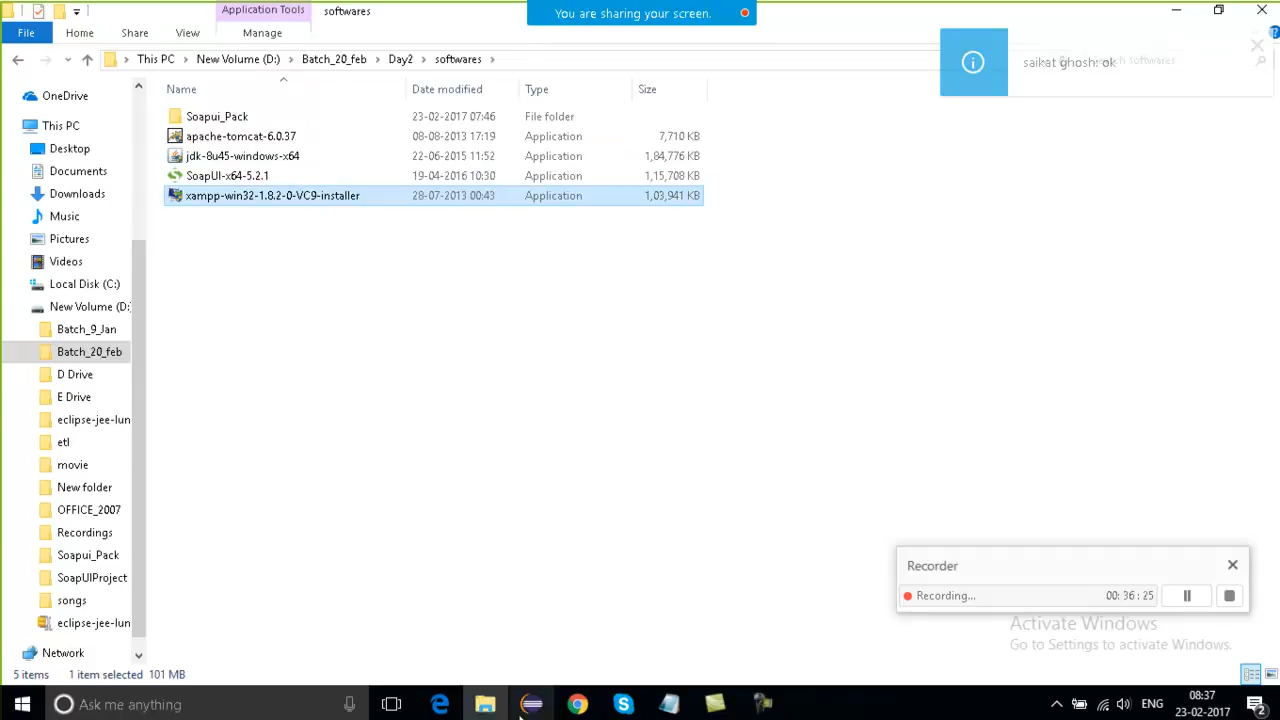 Application Tools
softwares
You are sharing your screen.
File
Home
Share
View
Manage
This PC > New Volume (D:) > Batch_20_feb > Day2 > softwares >
saikat ghosh: ok
Search softwares
Name
Date modified
Type
Size
Soapui_Pack 23-02-2017 07:46 File folder
apache-tomcat-6.0.37 08-08-2013 17:19 Application 7,710 KB
jdk-8u45-windows-x64 22-06-2015 11:52 Application 1,84,776 KB
SoapUI-x64-5.2.1 19-04-2016 10:30 Application 1,15,708 KB
xampp-win32-1.8.2-0-VC9-installer 28-07-2013 00:43 Application 1,03,941 KB
OneDrive
This PC
Desktop
Documents
Downloads
Music
Pictures
Videos
Local Disk (C:)
New Volume (D:
Batch_9_Jan
Batch_20_feb
D Drive
E Drive
eclipse-jee-lun
etl
movie
New folder
OFFICE_2007
Recordings
Soapui_Pack
SoapUIProject
songs
eclipse-jee-lun
Network
Recorder
Recording... 00: 36 : 25
Activate Windows
Go to Settings to activate Windows.
5 items 1 item selected 101 MB
Ask me anything
ENG
08:37
23-02-2017
2